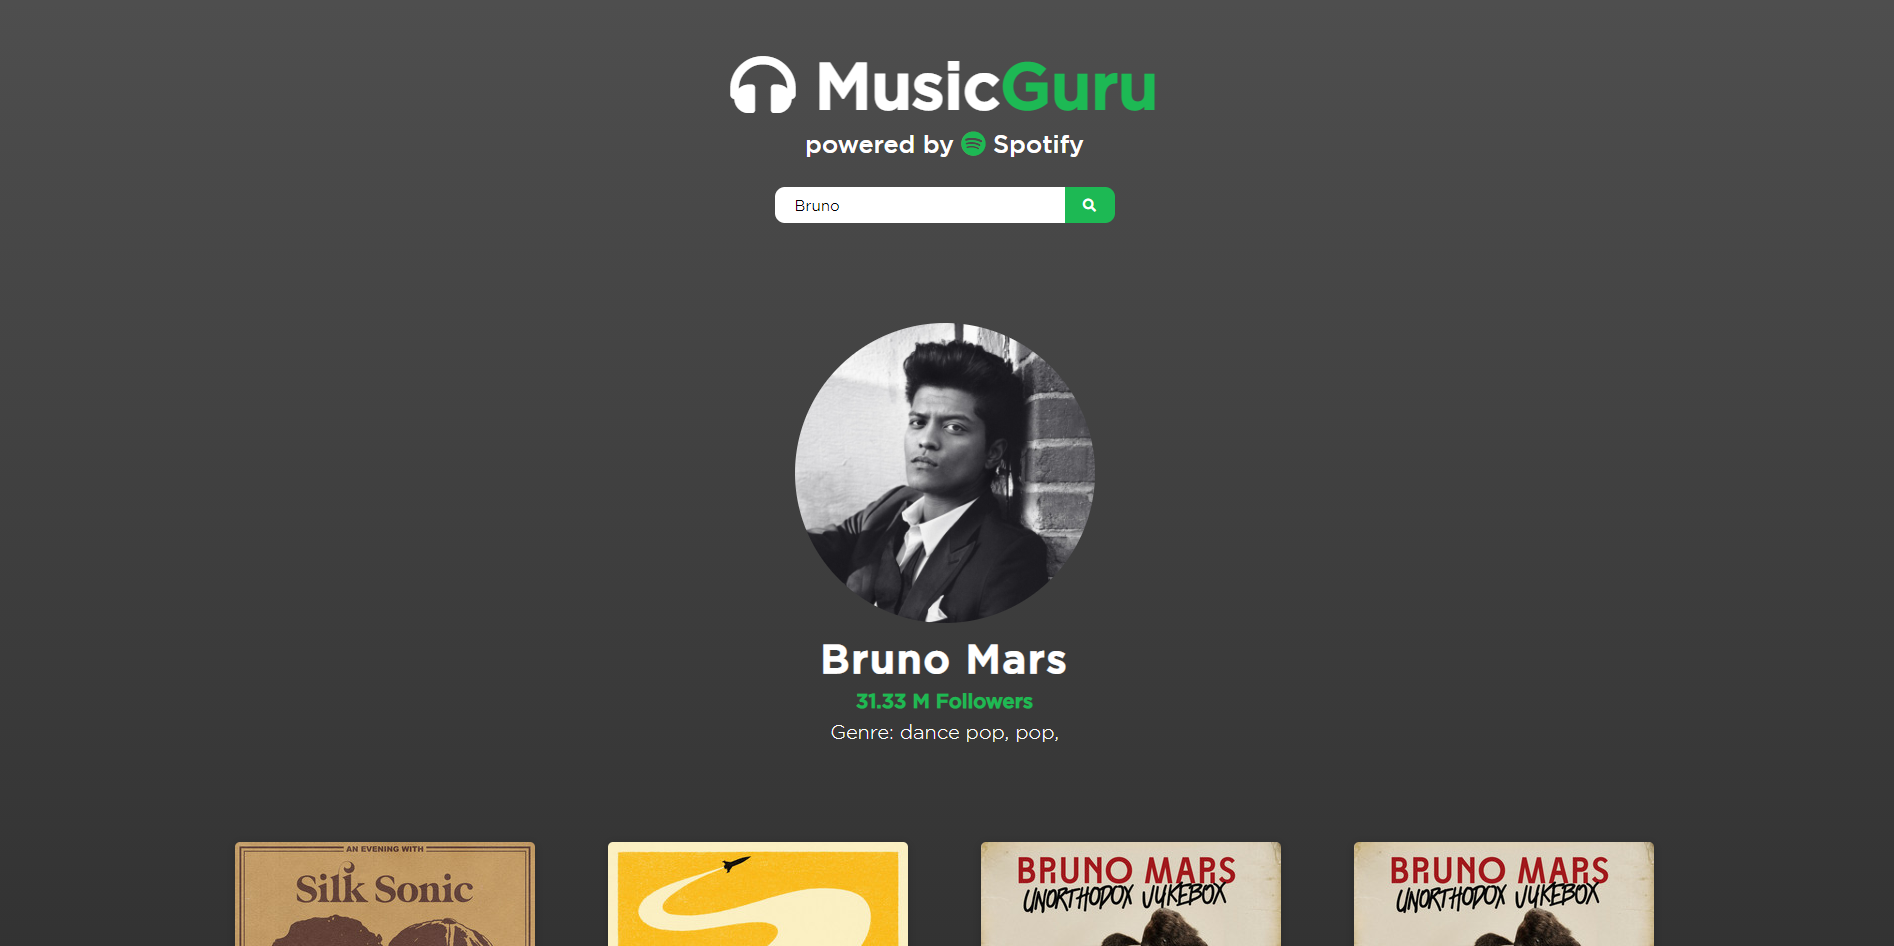 MusicGuru
powered by Spotify
Bruno
Bruno Mars
31.33 M Followers
Genre: dance pop, pop,
AN EVENING WITH
Silk Sonic
BRUNO MARS
UNORTHODOX JUKEBOX
BRUNO MARS
UNORTHODOX JUKEBOX